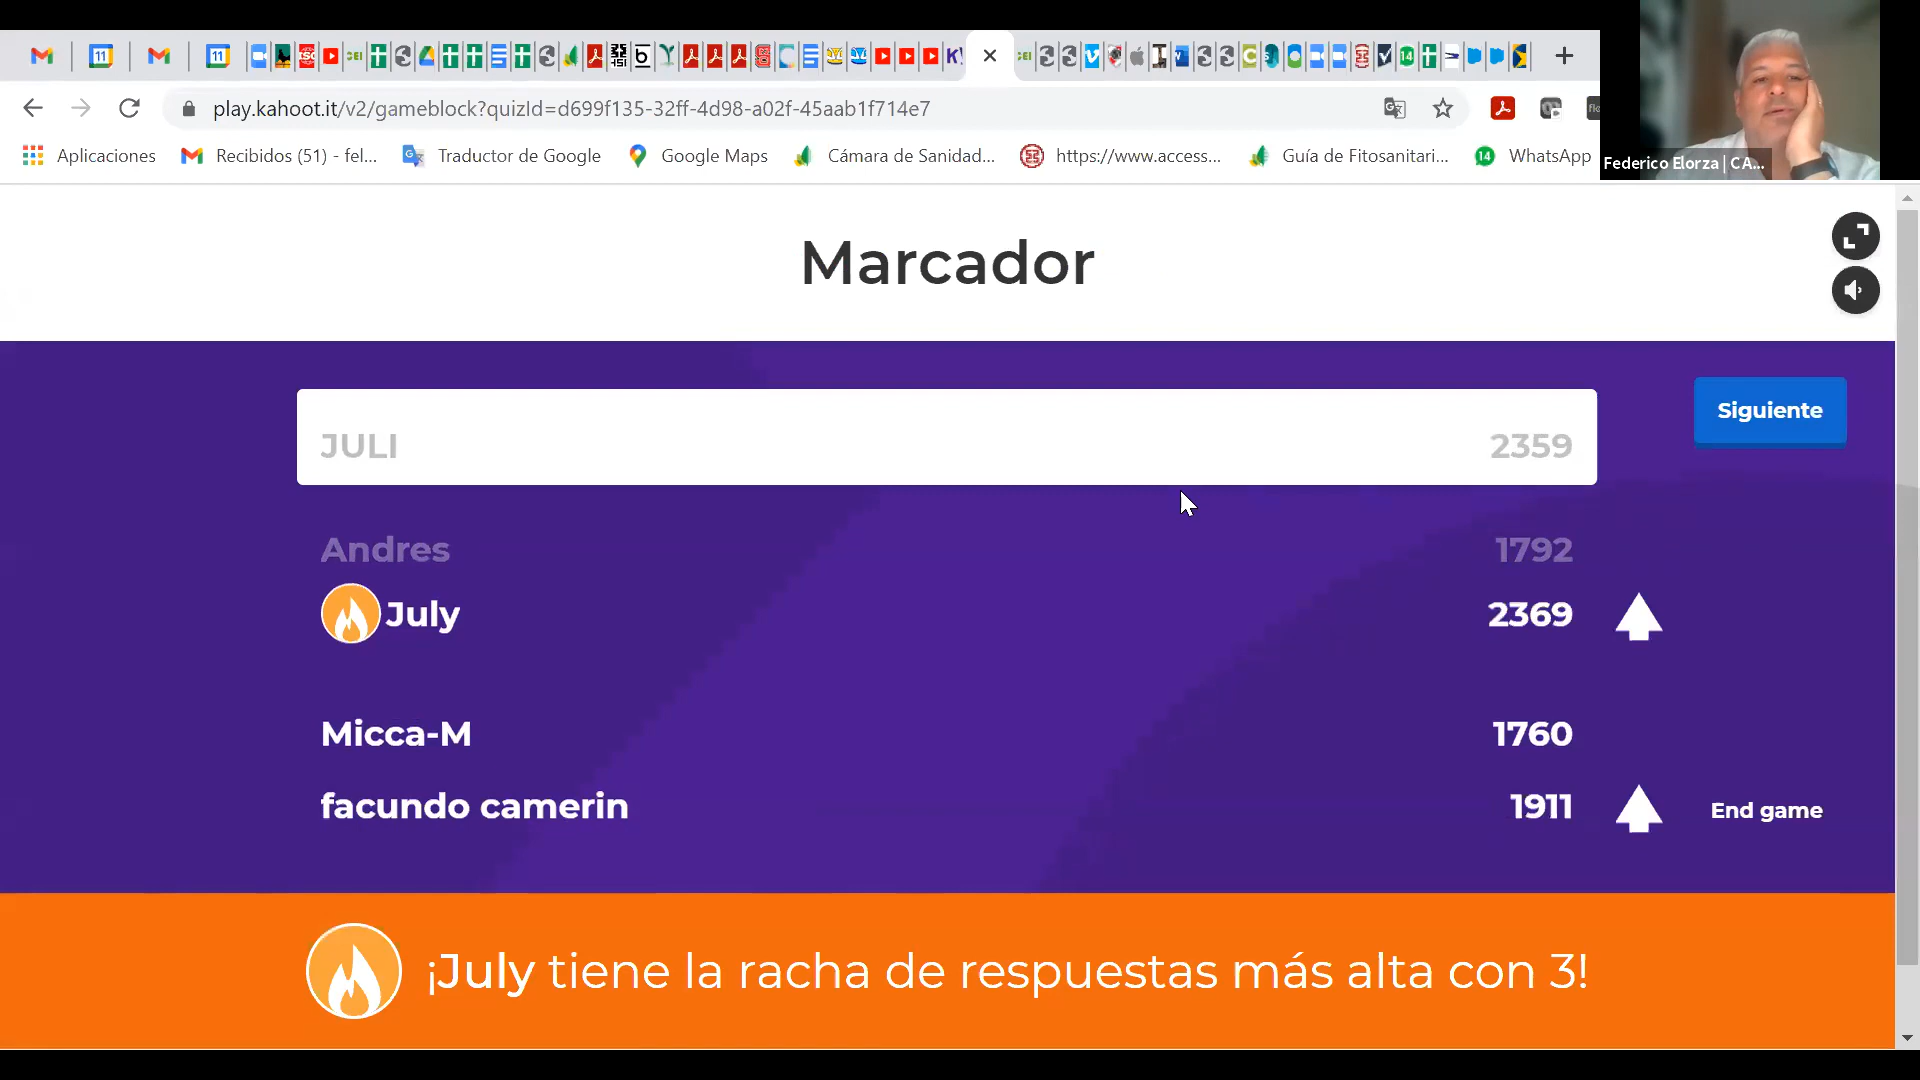 play.kahoot.it/v2/gameblock?quizId=d699f135-32ff-4d98-a02f-45aab1f714e7
Aplicaciones
Recibidos (51) - fel...
Traductor de Google
Google Maps
Cámara de Sanidad...
https://www.access...
Guía de Fitosanitari...
14
WhatsApp
Federico Elorza | CA...
Marcador
Siguiente
JULI 2359
Andres 1792
July 2369
Micca-M 1760
facundo camerin 1911
End game
¡July tiene la racha de respuestas más alta con 3!